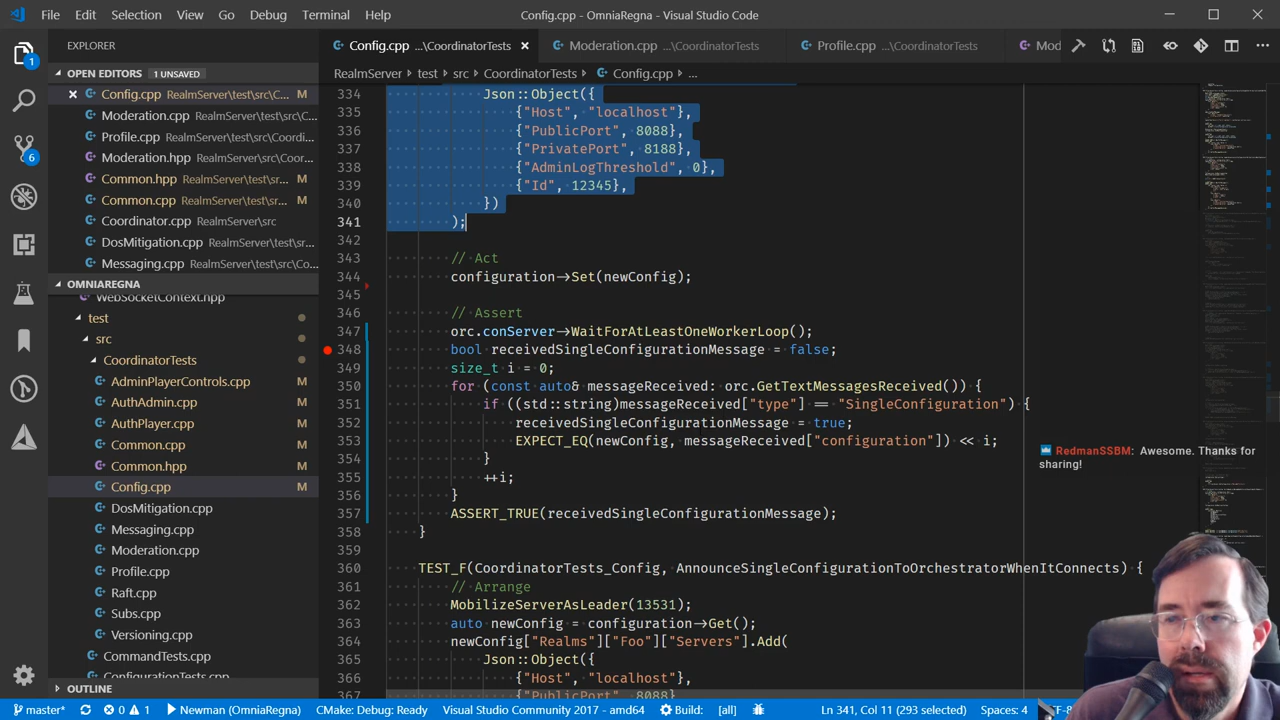 File Edit Selection View Go Debug Terminal Help
Config.cpp - OmniaRegna - Visual Studio Code
EXPLORER
1
6
OPEN EDITORS 1 UNSAVED
Config.cpp RealmServer\test\src\C... M
Moderation.cpp RealmServer\test\src\C...
Profile.cpp RealmServer\test\src\Coordi...
Moderation.hpp RealmServer\test\src\Coor...
Common.hpp RealmServer\test\sr... M
Common.cpp RealmServer\test\sr... M
Coordinator.cpp RealmServer\src
DosMitigation.cpp RealmServer\test\src\C...
Messaging.cpp RealmServer\test\src\Coor...
OMNIAREGNA
WebSocketContext.hpp
test
src
CoordinatorTests
AdminPlayerControls.cpp
AuthAdmin.cpp
AuthPlayer.cpp
Common.cpp M
Common.hpp M
Config.cpp M
DosMitigation.cpp
Messaging.cpp
Moderation.cpp
Profile.cpp
Raft.cpp
Subs.cpp
Versioning.cpp
CommandTests.cpp
ConfigurationTests.cpp
OUTLINE
Config.cpp ...\CoordinatorTests
Moderation.cpp ...\CoordinatorTests
Profile.cpp ...\CoordinatorTests
Mod
RealmServer > test > src > CoordinatorTests > Config.cpp > ...
334 Json::Object({
335 {"Host", "localhost"},
336 {"PublicPort", 8088},
337 {"PrivatePort", 8188},
338 {"AdminLogThreshold", 0},
339 {"Id", 12345},
340 })
341 );
342
343 // Act
344 configuration->Set(newConfig);
345
346 // Assert
347 orc.conServer->WaitForAtLeastOneWorkerLoop();
348 bool receivedSingleConfigurationMessage = false;
349 size_t i = 0;
350 for (const auto& messageReceived: orc.GetTextMessagesReceived()) {
351 if ((std::string)messageReceived["type"] == "SingleConfiguration") {
352 receivedSingleConfigurationMessage = true;
353 EXPECT_EQ(newConfig, messageReceived["configuration"]) << i;
354 }
355 ++i;
356 }
357 ASSERT_TRUE(receivedSingleConfigurationMessage);
358 }
359
360 TEST_F(CoordinatorTests_Config, AnnounceSingleConfigurationToOrchestratorWhenItConnects) {
361 // Arrange
362 MobilizeServerAsLeader(13531);
363 auto newConfig = configuration->Get();
364 newConfig["Realms"]["Foo"]["Servers"].Add(
365 Json::Object({
366 {"Host", "localhost"},
367 {"PublicPort", 8088}
RedmanSSBM: Awesome. Thanks for sharing!
master* 0 1 Newman (OmniaRegna) CMake: Debug: Ready Visual Studio Community 2017 - amd64 Build: [all] Ln 341, Col 11 (293 selected) Spaces: 4